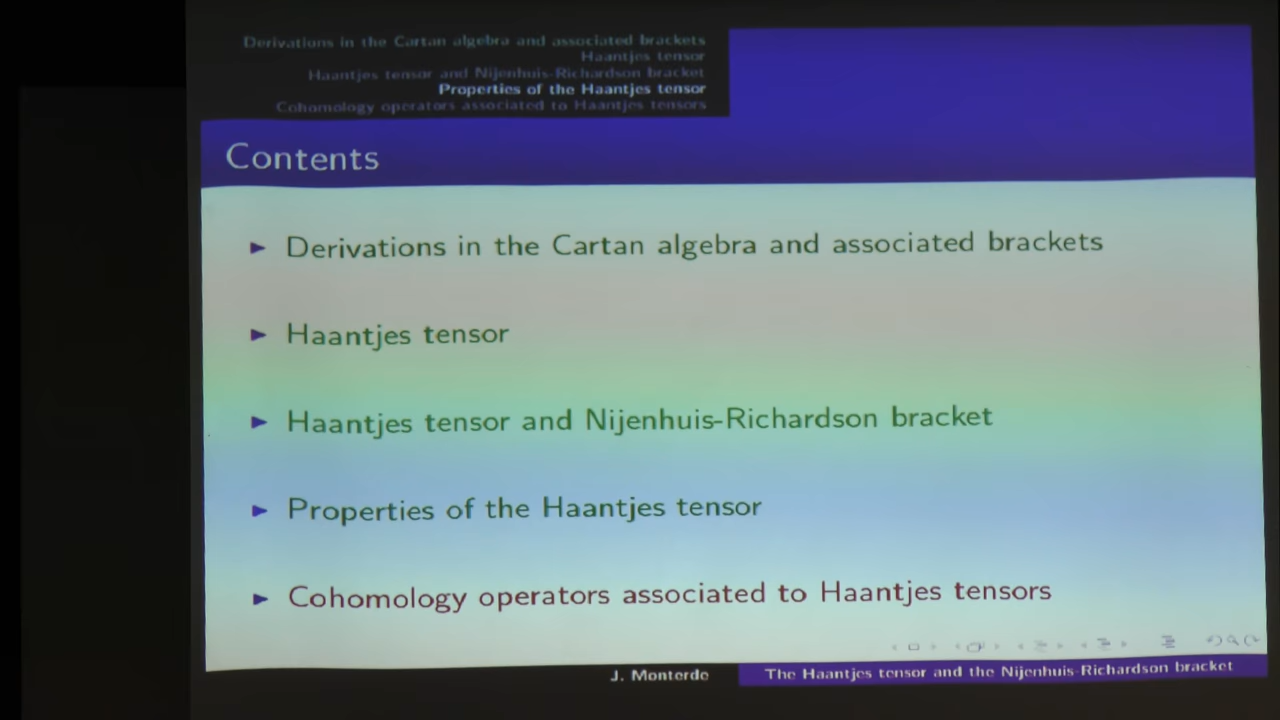 Derivations in the Cartan algebra and associated brackets
Haantjes tensor
Haantjes tensor and Nijenhuis-Richardson bracket
Properties of the Haantjes tensor
Cohomology operators associated to Haantjes tensors
Contents
Derivations in the Cartan algebra and associated brackets
Haantjes tensor
Haantjes tensor and Nijenhuis-Richardson bracket
Properties of the Haantjes tensor
Cohomology operators associated to Haantjes tensors
J. Monterde
The Haantjes tensor and the Nijenhuis-Richardson bracket